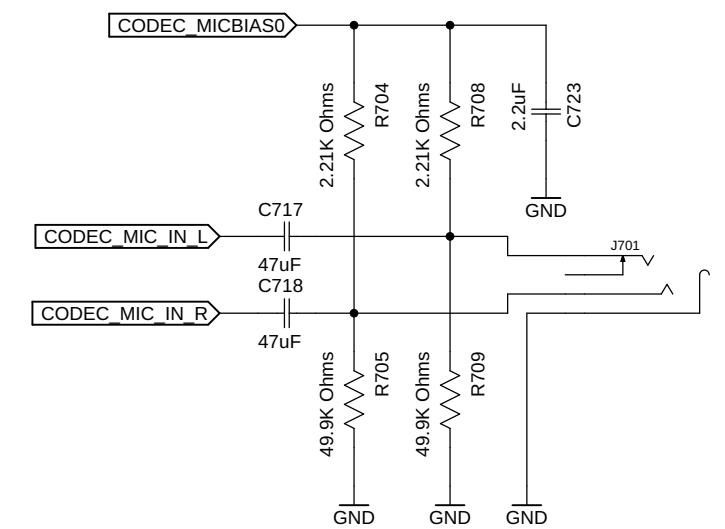 CODEC_MICBIAS0
2.21K Ohms
R704
2.21K Ohms
R708
2.2uF
C723
GND
C717
CODEC_MIC_IN_L
47uF
J701
C718
CODEC_MIC_IN_R
47uF
49.9K Ohms
R705
49.9K Ohms
R709
GND
GND
GND